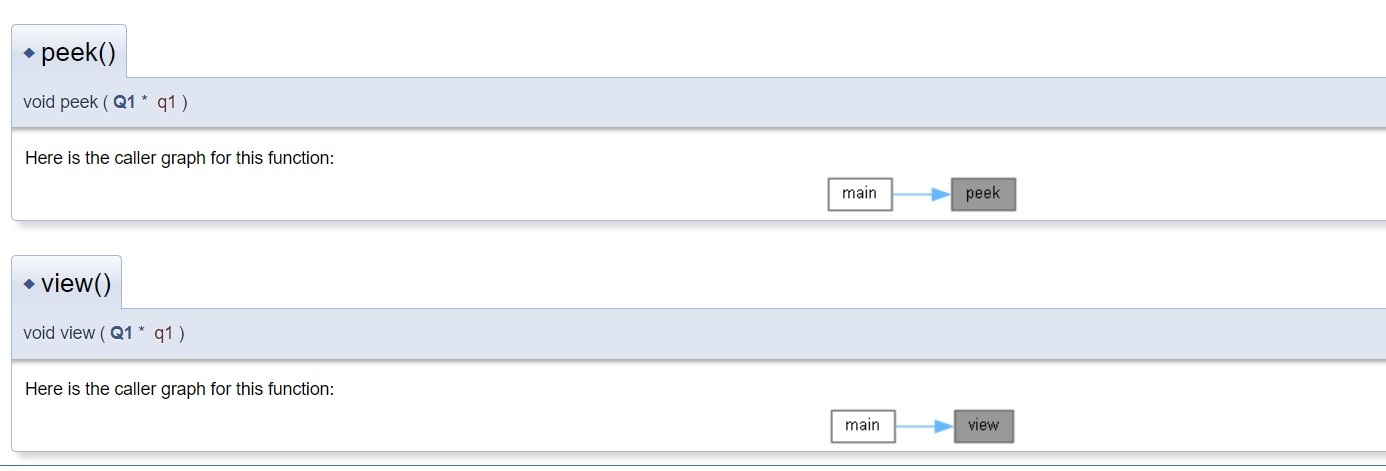 peek()
void peek ( Q1 * q1 )
Here is the caller graph for this function:
main peek
view()
void view ( Q1 * q1 )
Here is the caller graph for this function:
main view